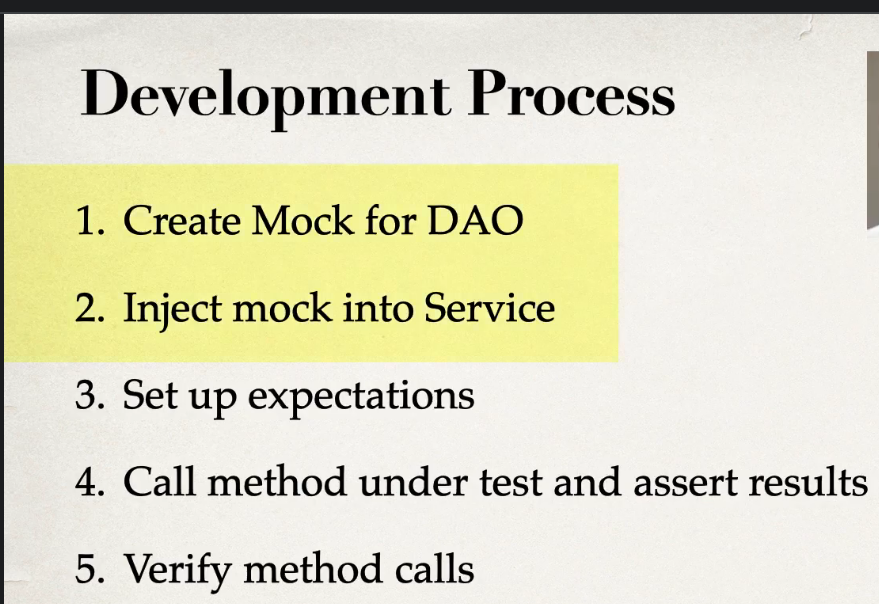 Development Process
1. Create Mock for DAO
2. Inject mock into Service
3. Set up expectations
4. Call method under test and assert results
5. Verify method calls